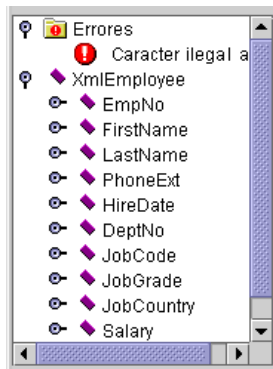 Errores
Caracter ilegal a
XmlEmployee
EmpNo
FirstName
LastName
PhoneExt
HireDate
DeptNo
JobCode
JobGrade
JobCountry
Salary